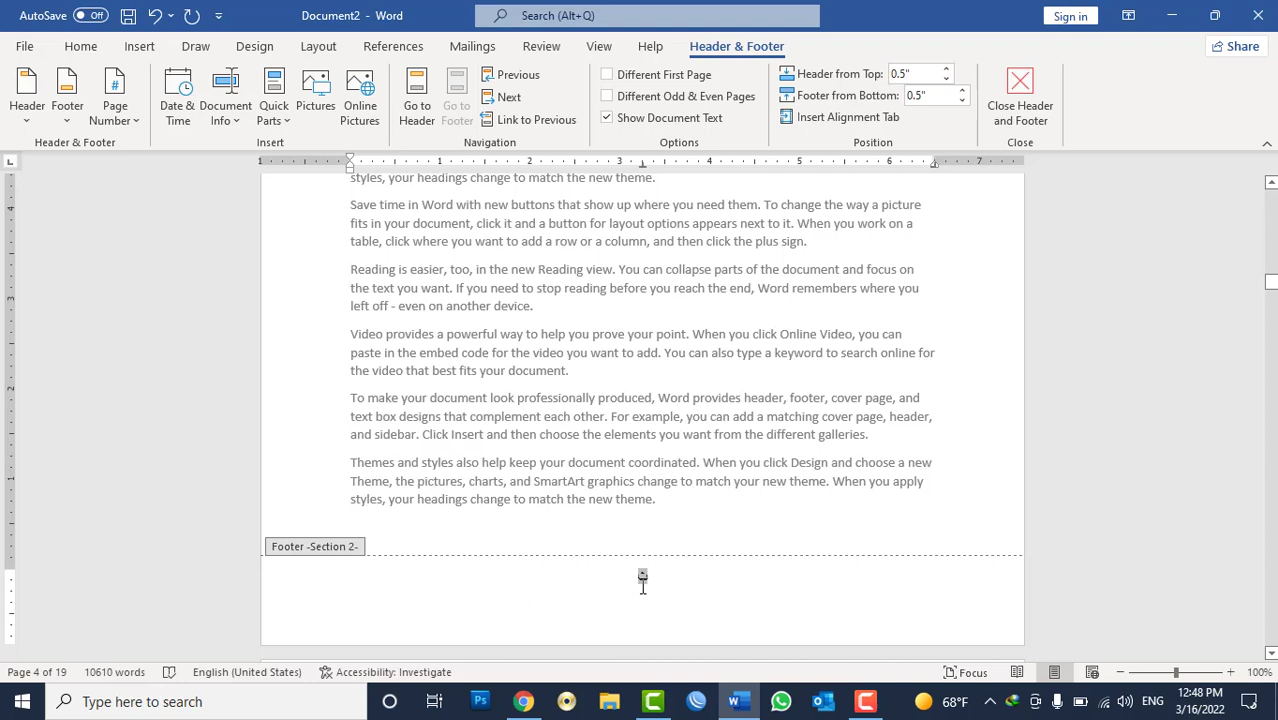 AutoSave Off Document2 - Word Search (Alt+Q) Sign in
File Home Insert Draw Design Layout References Mailings Review View Help Header & Footer Share
Header Footer Page Number Date & Time Document Info Quick Parts Pictures Online Pictures Go to Header Go to Footer
Previous
Next
Link to Previous
Different First Page
Different Odd & Even Pages
Show Document Text
Header from Top: 0.5"
Footer from Bottom: 0.5"
Insert Alignment Tab
Close Header and Footer
Header & Footer Insert Navigation Options Position Close
1 1 2 3 4 5 6 7
4
3
2
1
styles, your headings change to match the new theme.
Save time in Word with new buttons that show up where you need them. To change the way a picture
fits in your document, click it and a button for layout options appears next to it. When you work on a
table, click where you want to add a row or a column, and then click the plus sign.
Reading is easier, too, in the new Reading view. You can collapse parts of the document and focus on
the text you want. If you need to stop reading before you reach the end, Word remembers where you
left off - even on another device.
Video provides a powerful way to help you prove your point. When you click Online Video, you can
paste in the embed code for the video you want to add. You can also type a keyword to search online for
the video that best fits your document.
To make your document look professionally produced, Word provides header, footer, cover page, and
text box designs that complement each other. For example, you can add a matching cover page, header,
and sidebar. Click Insert and then choose the elements you want from the different galleries.
Themes and styles also help keep your document coordinated. When you click Design and choose a new
Theme, the pictures, charts, and SmartArt graphics change to match your new theme. When you apply
styles, your headings change to match the new theme.
Footer -Section 2-
Page 4 of 19 10610 words English (United States) Accessibility: Investigate Focus 100%
Type here to search Ps 68°F ENG 12:48 PM
3/16/2022